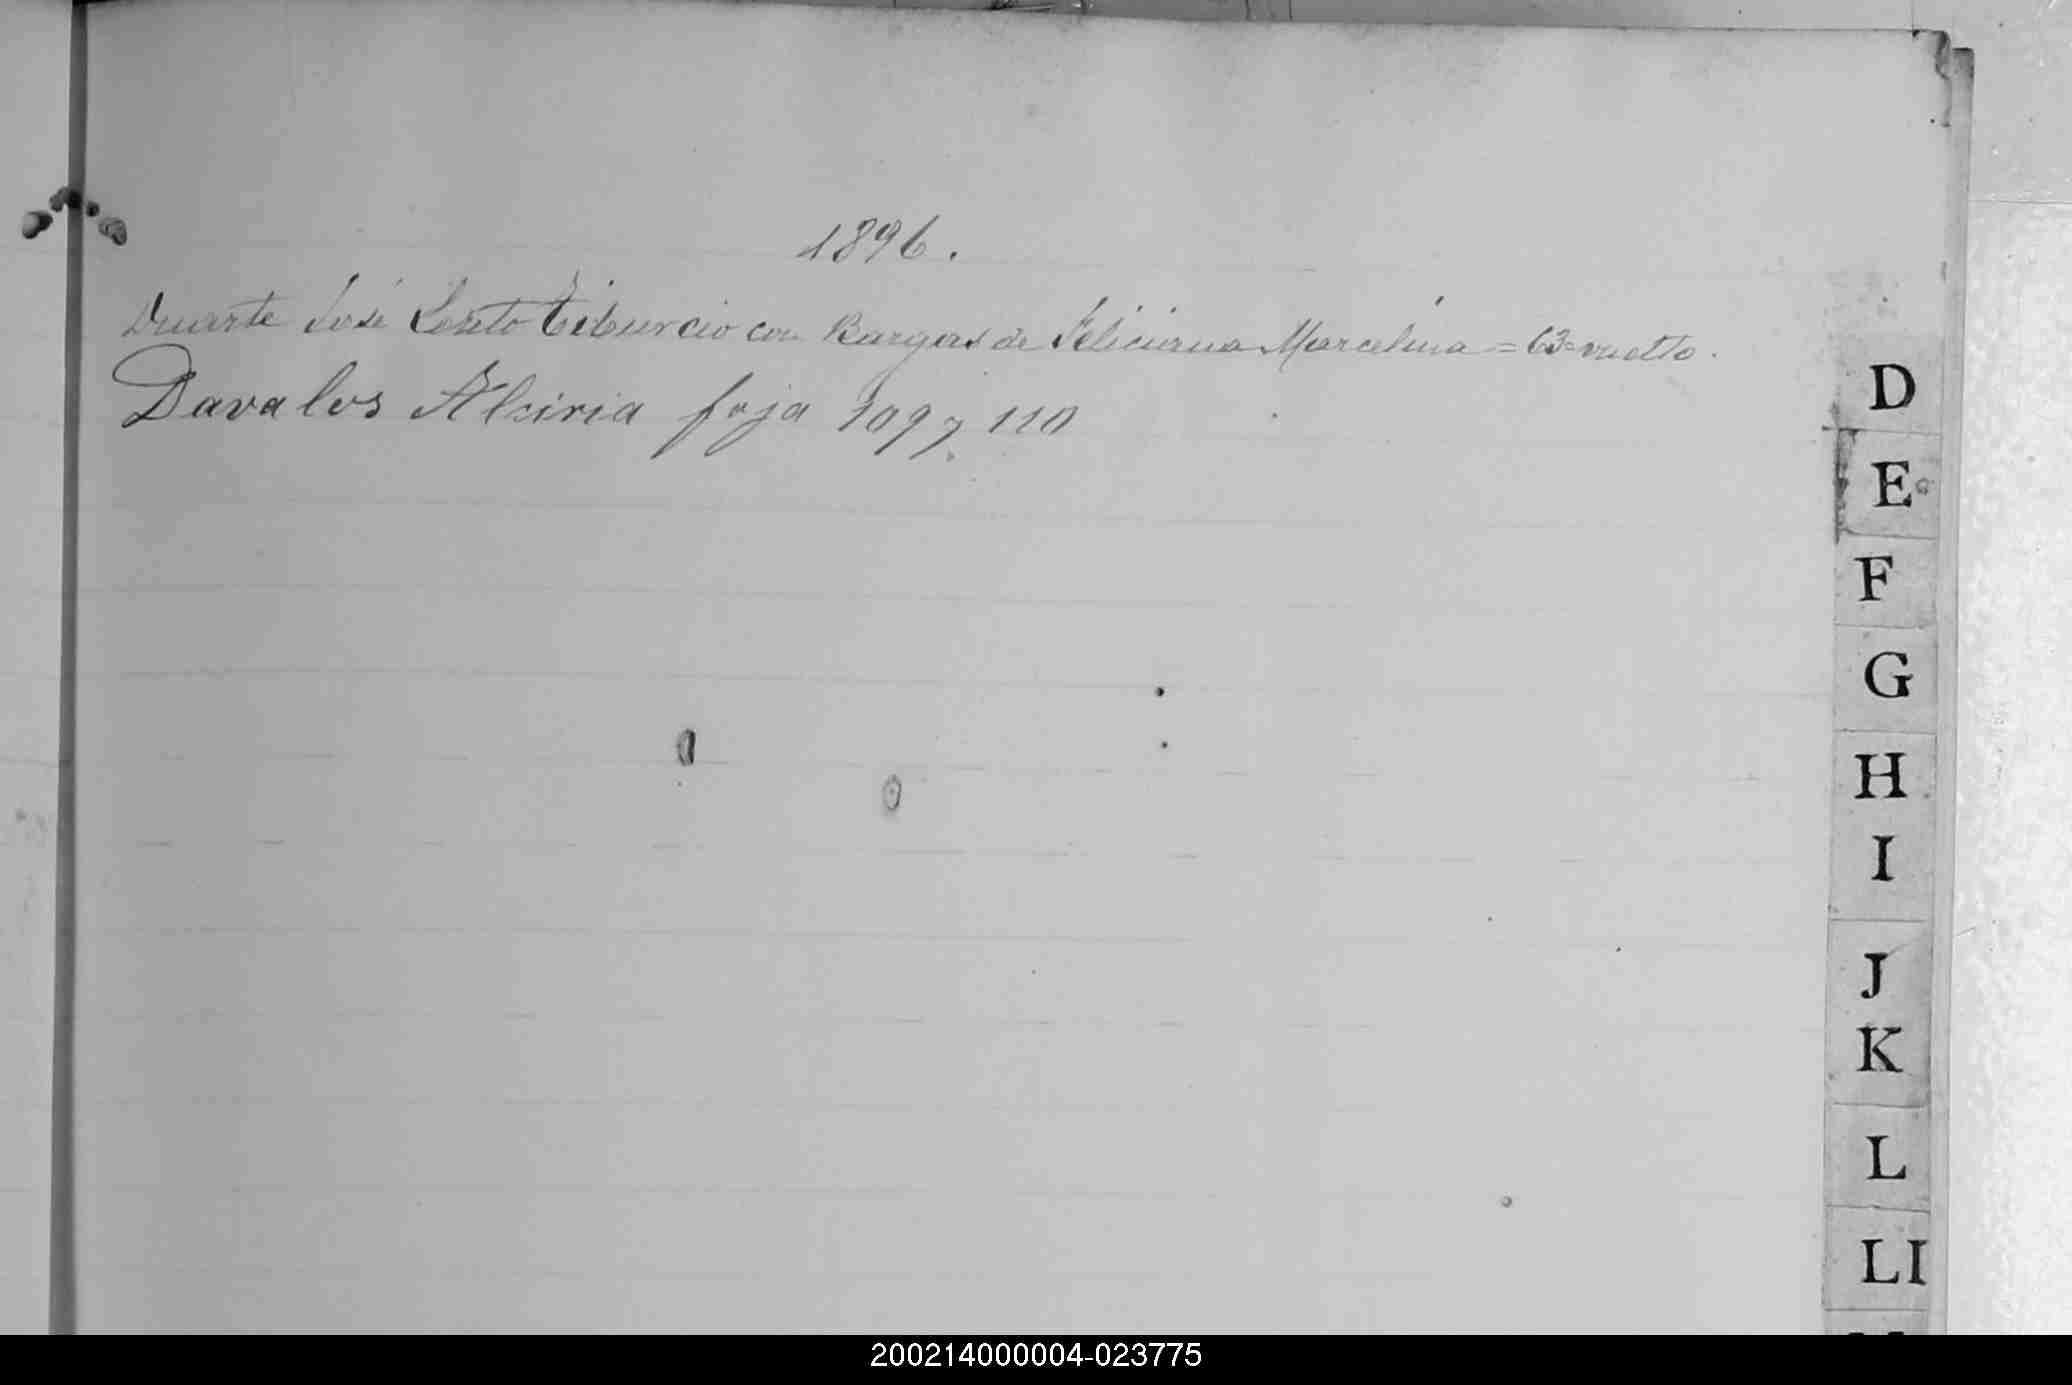 1896.
Duarte José Loreto Tiburcio con Bargas de Feliciana Marcelina = 63 = vuelto.
Davalos Alsiria foja 109 y 110
D
E
F
G
H
I
J
K
L
Ll
200214000004-023775